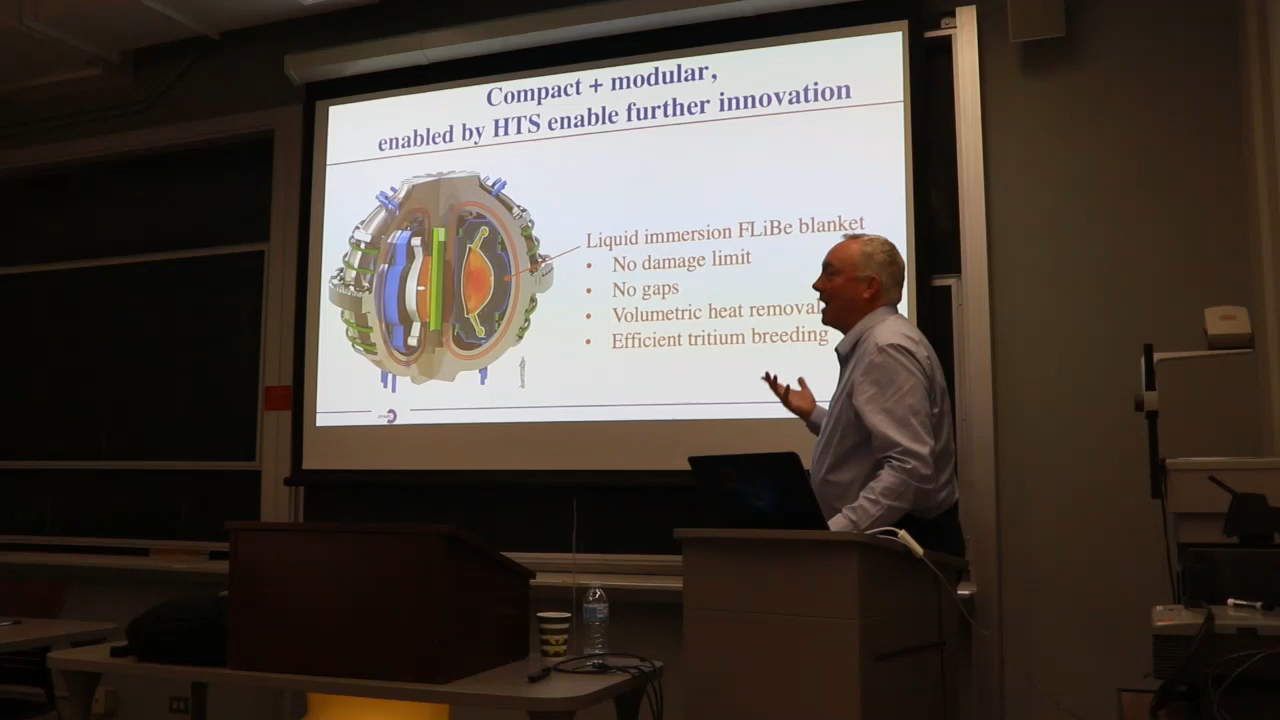 Compact + modular,
enabled by HTS enable further innovation
Liquid immersion FLiBe blanket
• No damage limit
• No gaps
• Volumetric heat removal
• Efficient tritium breeding